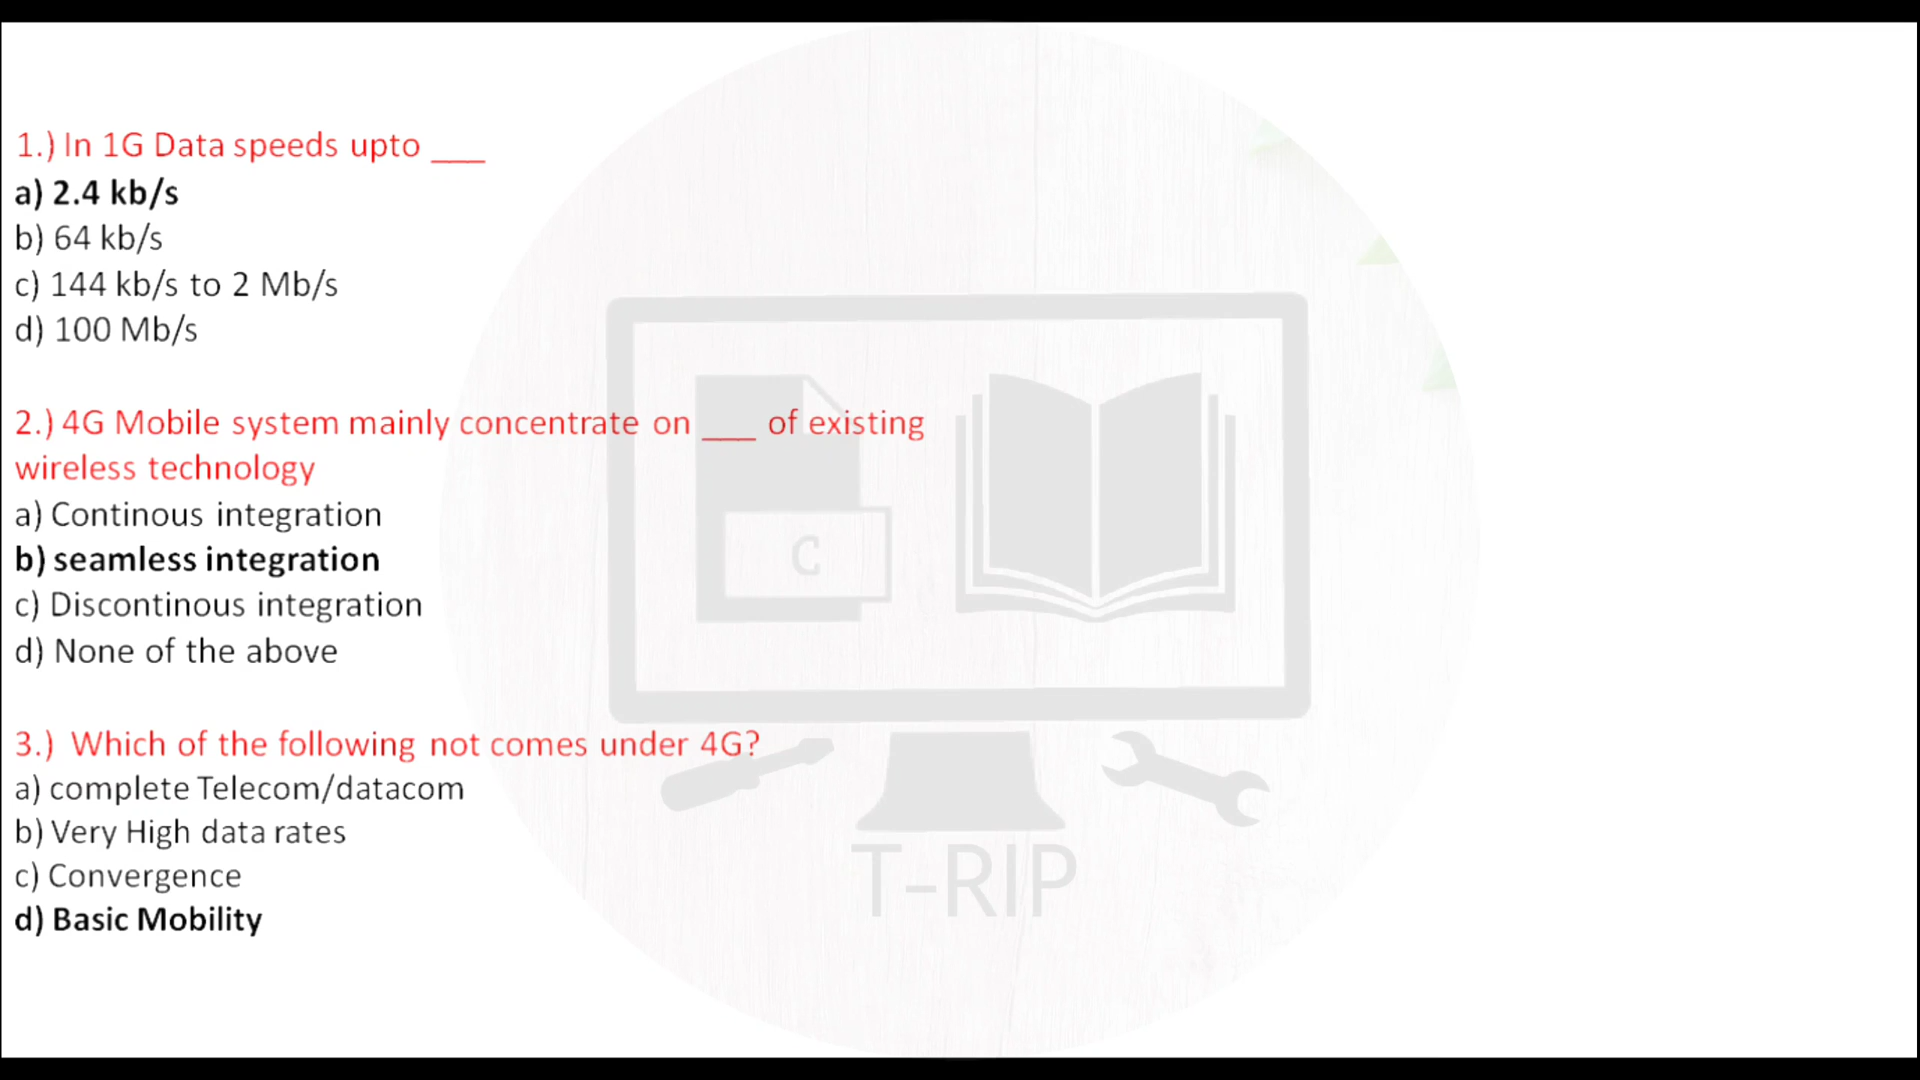 1.) In 1G Data speeds upto ___
a) 2.4 kb/s
b) 64 kb/s
c) 144 kb/s to 2 Mb/s
d) 100 Mb/s
2.) 4G Mobile system mainly concentrate on ___ of existing
wireless technology
a) Continous integration
b) seamless integration
c) Discontinous integration
d) None of the above
3.) Which of the following not comes under 4G?
a) complete Telecom/datacom
b) Very High data rates
c) Convergence
d) Basic Mobility
C
T-RIP